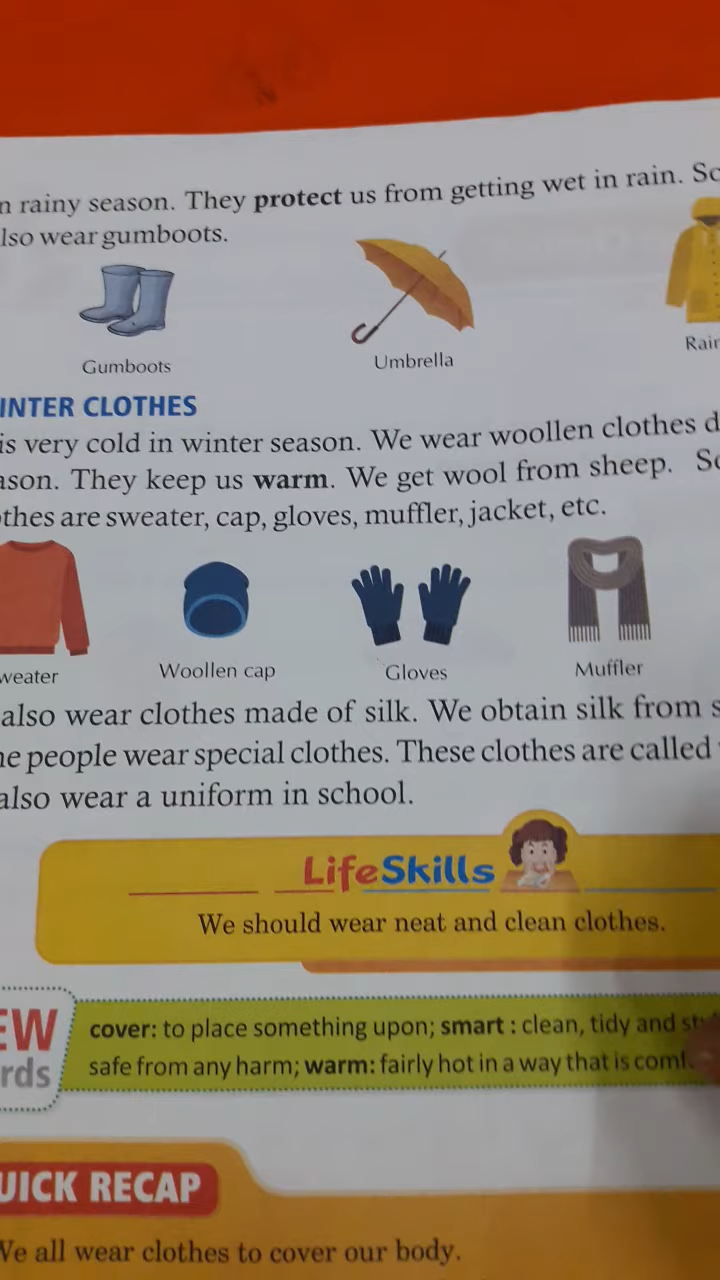 n rainy season. They protect us from getting wet in rain. So
lso wear gumboots.
Gumboots
Umbrella
Rair
INTER CLOTHES
is very cold in winter season. We wear woollen clothes d
ason. They keep us warm. We get wool from sheep. So
othes are sweater, cap, gloves, muffler, jacket, etc.
weater
Woollen cap
Gloves
Muffler
also wear clothes made of silk. We obtain silk from s
ne people wear special clothes. These clothes are called
also wear a uniform in school.
LifeSkills
We should wear neat and clean clothes.
EW
rds
cover: to place something upon; smart : clean, tidy and st
safe from any harm; warm: fairly hot in a way that is comf
UICK RECAP
We all wear clothes to cover our body.